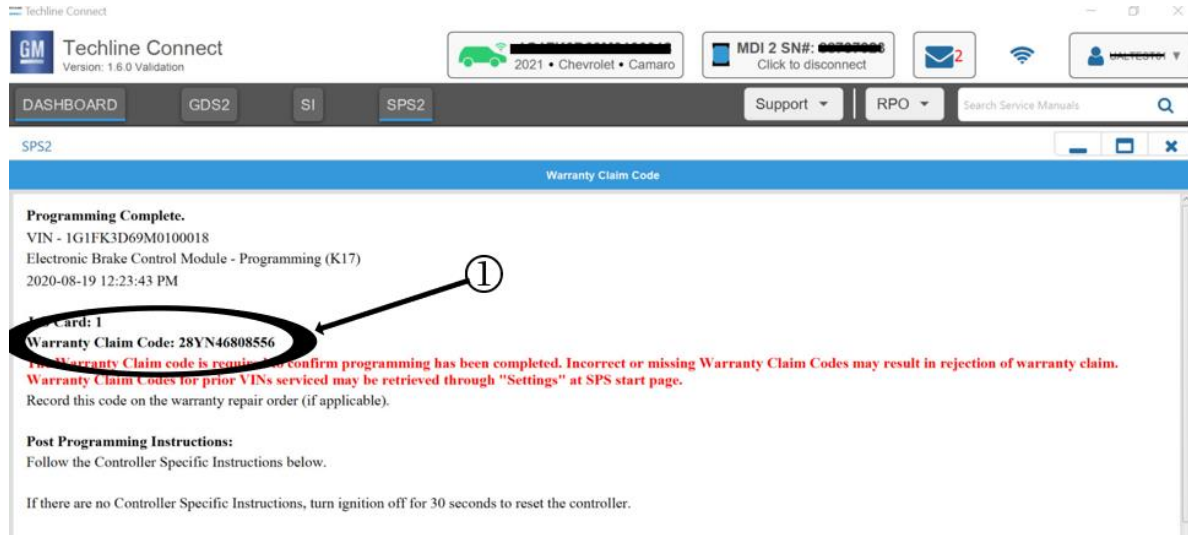 Techline Connect
GM
Techline Connect
Version: 1.6.0 Validation
2021 • Chevrolet • Camaro
MDI 2 SN#:
Click to disconnect
2
DASHBOARD GDS2 SI SPS2 Support RPO Search Service Manuals
SPS2
Warranty Claim Code
Programming Complete.
VIN - 1G1FK3D69M0100018
Electronic Brake Control Module - Programming (K17)
2020-08-19 12:23:43 PM
1
Card: 1
Warranty Claim Code: 28YN46808556
Warranty Claim code is required to confirm programming has been completed. Incorrect or missing Warranty Claim Codes may result in rejection of warranty claim.
Warranty Claim Codes for prior VINs serviced may be retrieved through "Settings" at SPS start page.
Record this code on the warranty repair order (if applicable).
Post Programming Instructions:
Follow the Controller Specific Instructions below.
If there are no Controller Specific Instructions, turn ignition off for 30 seconds to reset the controller.